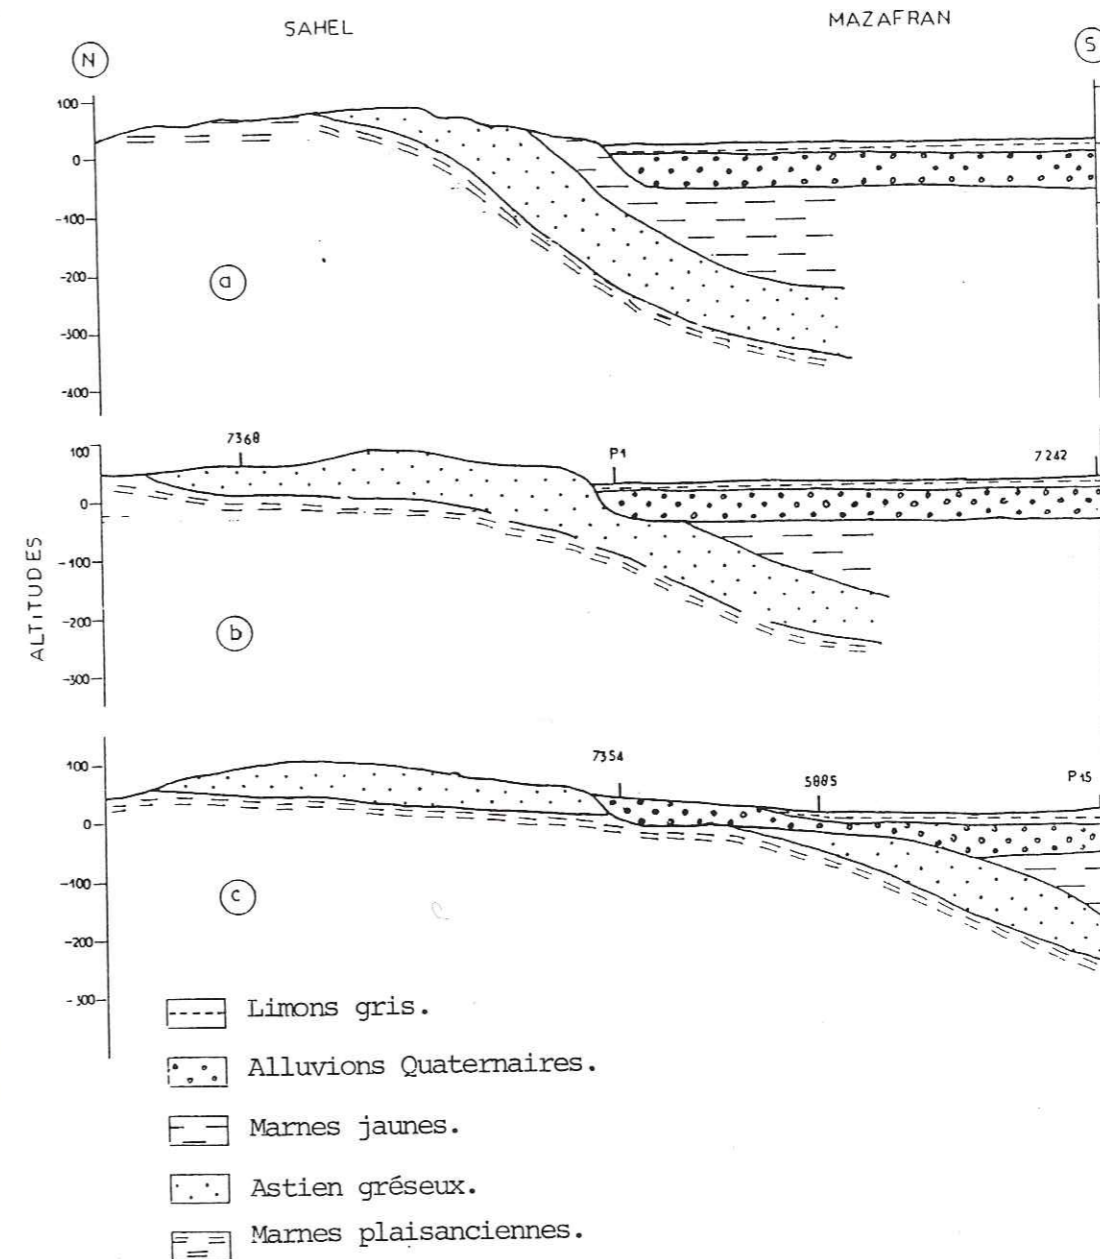 SAHEL MAZAFRAN
N S
100
0
-100
-200
-300
-400
a
7368 P1 7242
100
0
-100
-200
-300
b
ALTITUDES
7354 5885 P15
100
0
-100
-200
-300
c
Limons gris.
Alluvions Quaternaires.
Marnes jaunes.
Astien gréseux.
Marnes plaisanciennes.